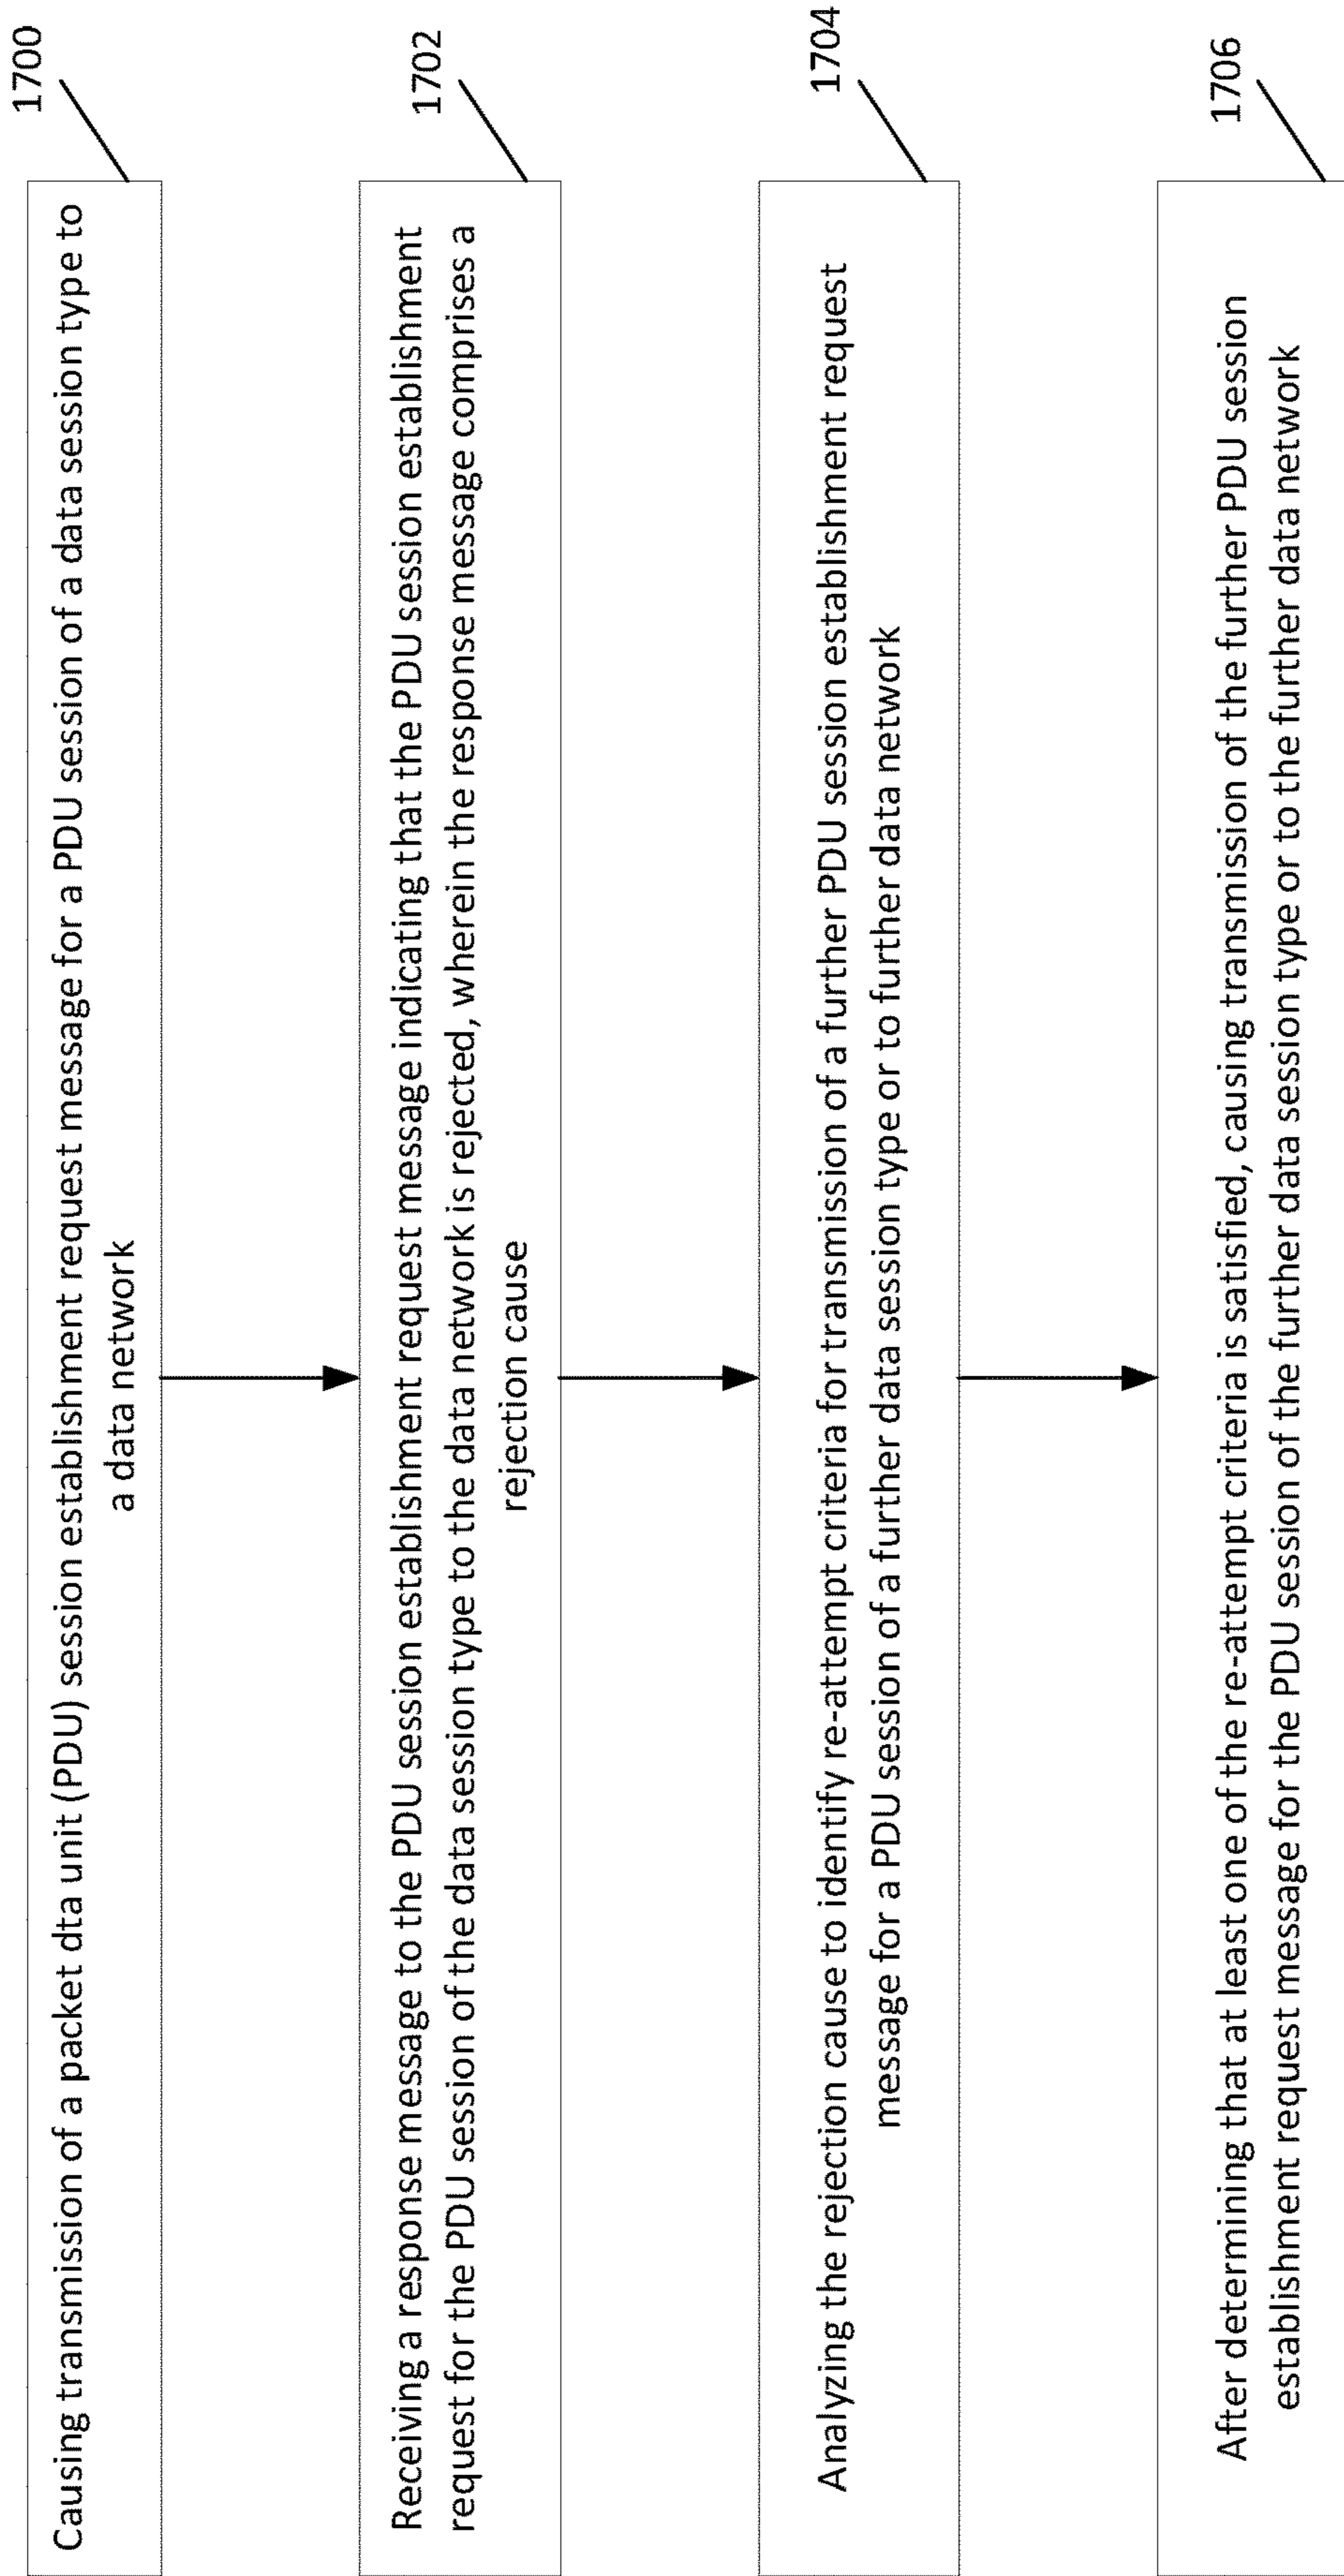 1700
Causing transmission of a packet dta unit (PDU) session establishment request message for a PDU session of a data session type to
a data network
1702
Receiving a response message to the PDU session establishment request message indicating that the PDU session establishment
request for the PDU session of the data session type to the data network is rejected, wherein the response message comprises a
rejection cause
1704
Analyzing the rejection cause to identify re-attempt criteria for transmission of a further PDU session establishment request
message for a PDU session of a further data session type or to further data network
1706
After determining that at least one of the re-attempt criteria is satisfied, causing transmission of the further PDU session
establishment request message for the PDU session of the further data session type or to the further data network